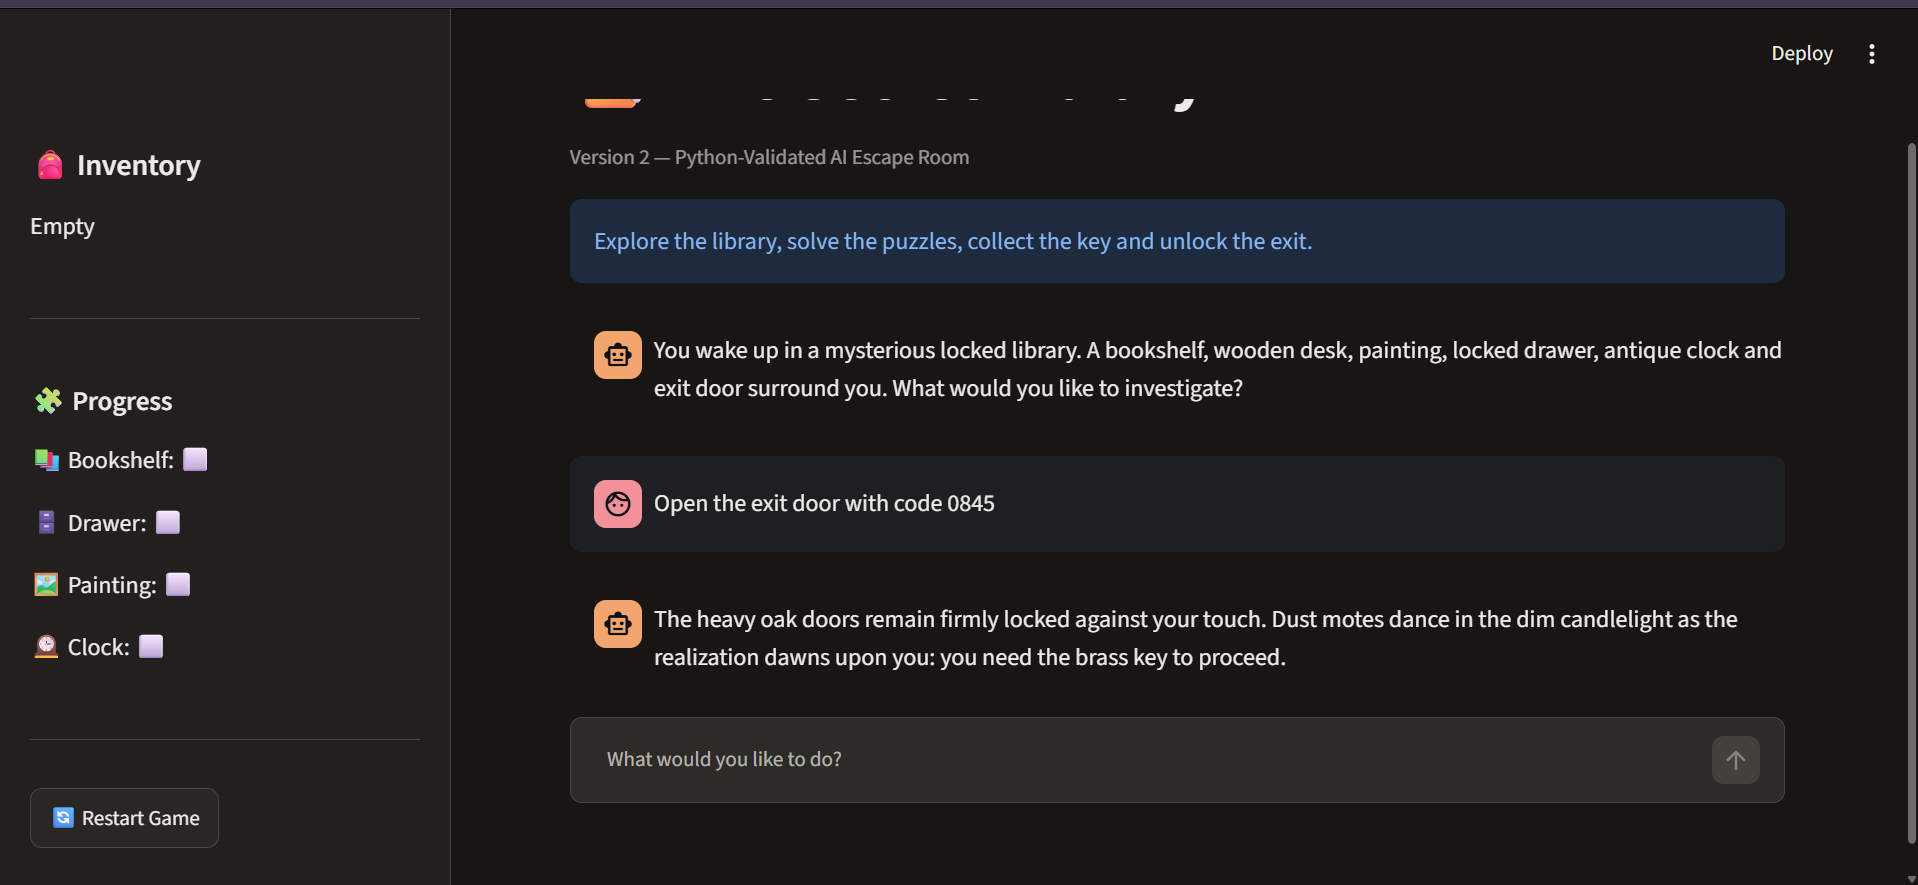 Deploy
Inventory
Empty
Progress
Bookshelf:
Drawer:
Painting:
Clock:
Restart Game
Version 2 — Python-Validated AI Escape Room
Explore the library, solve the puzzles, collect the key and unlock the exit.
You wake up in a mysterious locked library. A bookshelf, wooden desk, painting, locked drawer, antique clock and
exit door surround you. What would you like to investigate?
Open the exit door with code 0845
The heavy oak doors remain firmly locked against your touch. Dust motes dance in the dim candlelight as the
realization dawns upon you: you need the brass key to proceed.
What would you like to do?